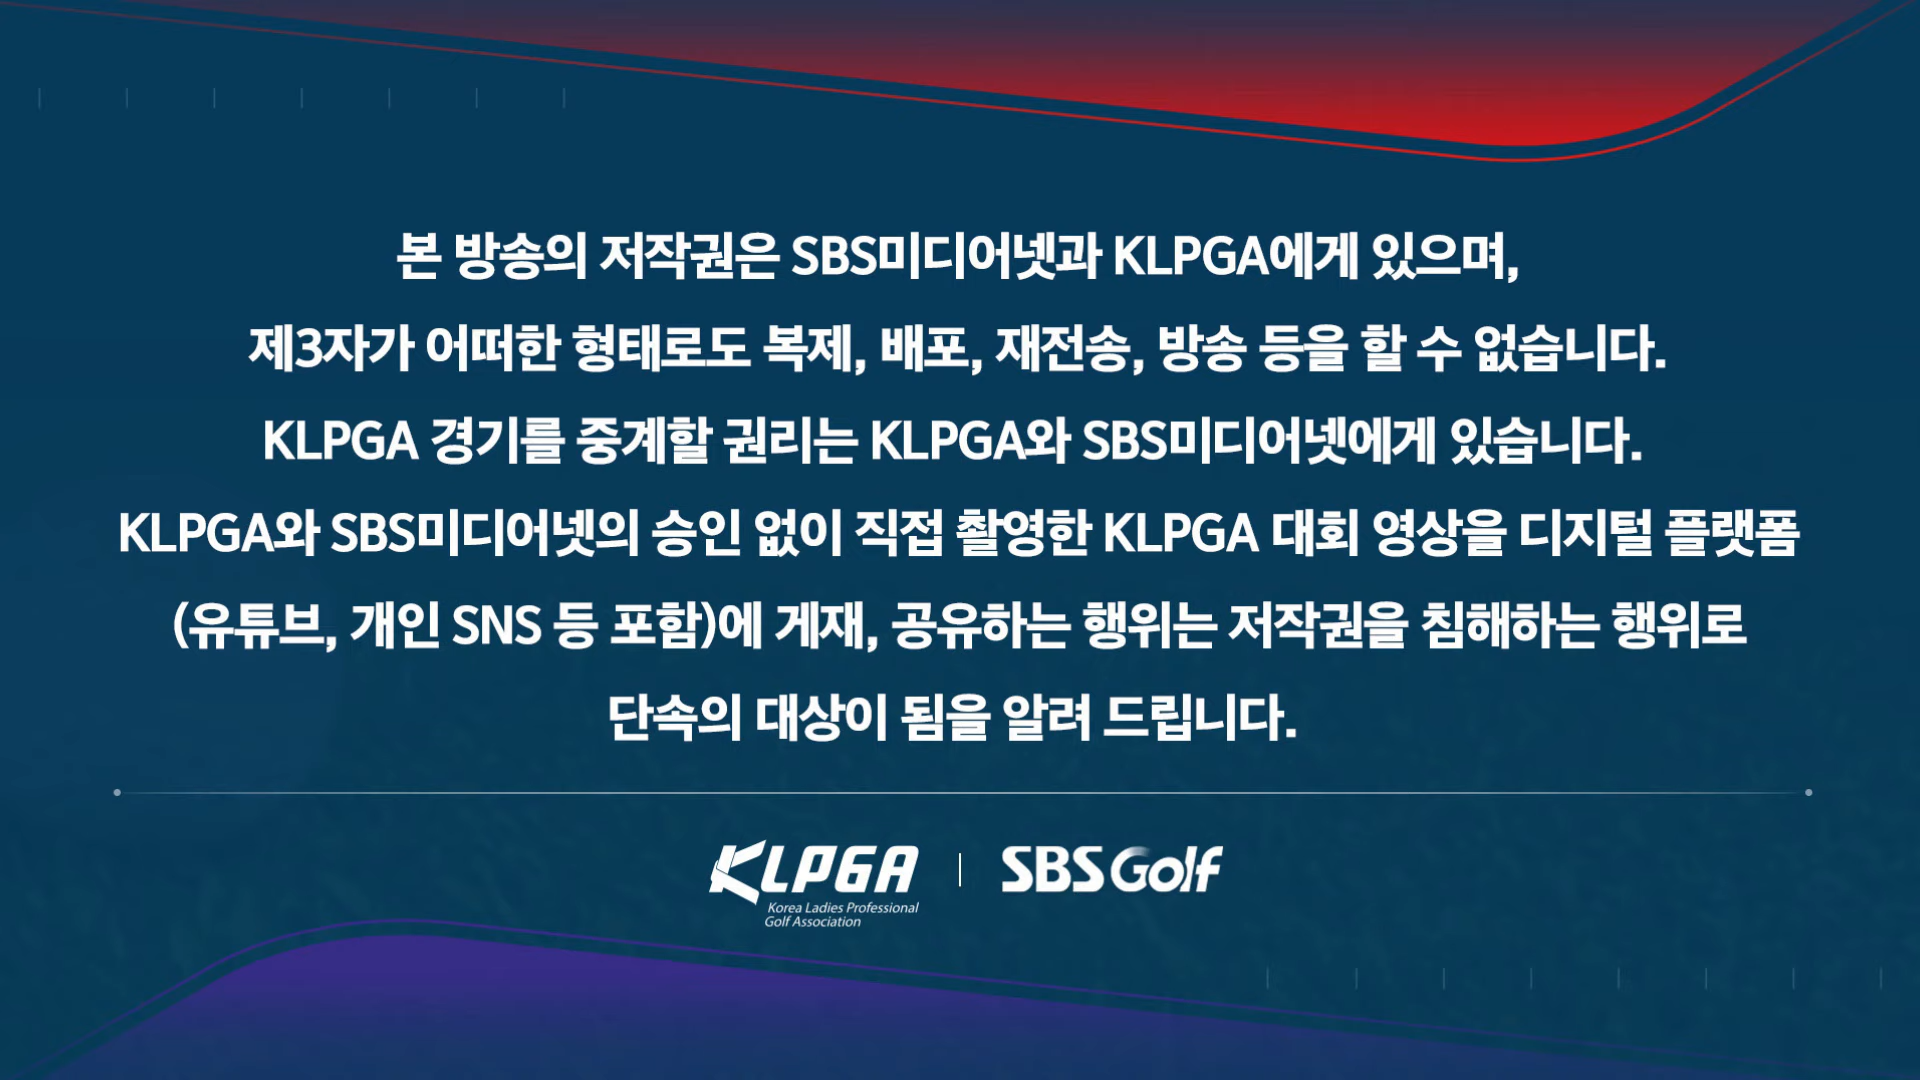 본 방송의 저작권은 SBS미디어넷과 KLPGA에게 있으며,
제3자가 어떠한 형태로도 복제, 배포, 재전송, 방송 등을 할 수 없습니다.
KLPGA 경기를 중계할 권리는 KLPGA와 SBS미디어넷에게 있습니다.
KLPGA와 SBS미디어넷의 승인 없이 직접 촬영한 KLPGA 대회 영상을 디지털 플랫폼
(유튜브, 개인 SNS 등 포함)에 게재, 공유하는 행위는 저작권을 침해하는 행위로
단속의 대상이 됨을 알려 드립니다.
KLPGA
Korea Ladies Professional
Golf Association
SBS Golf